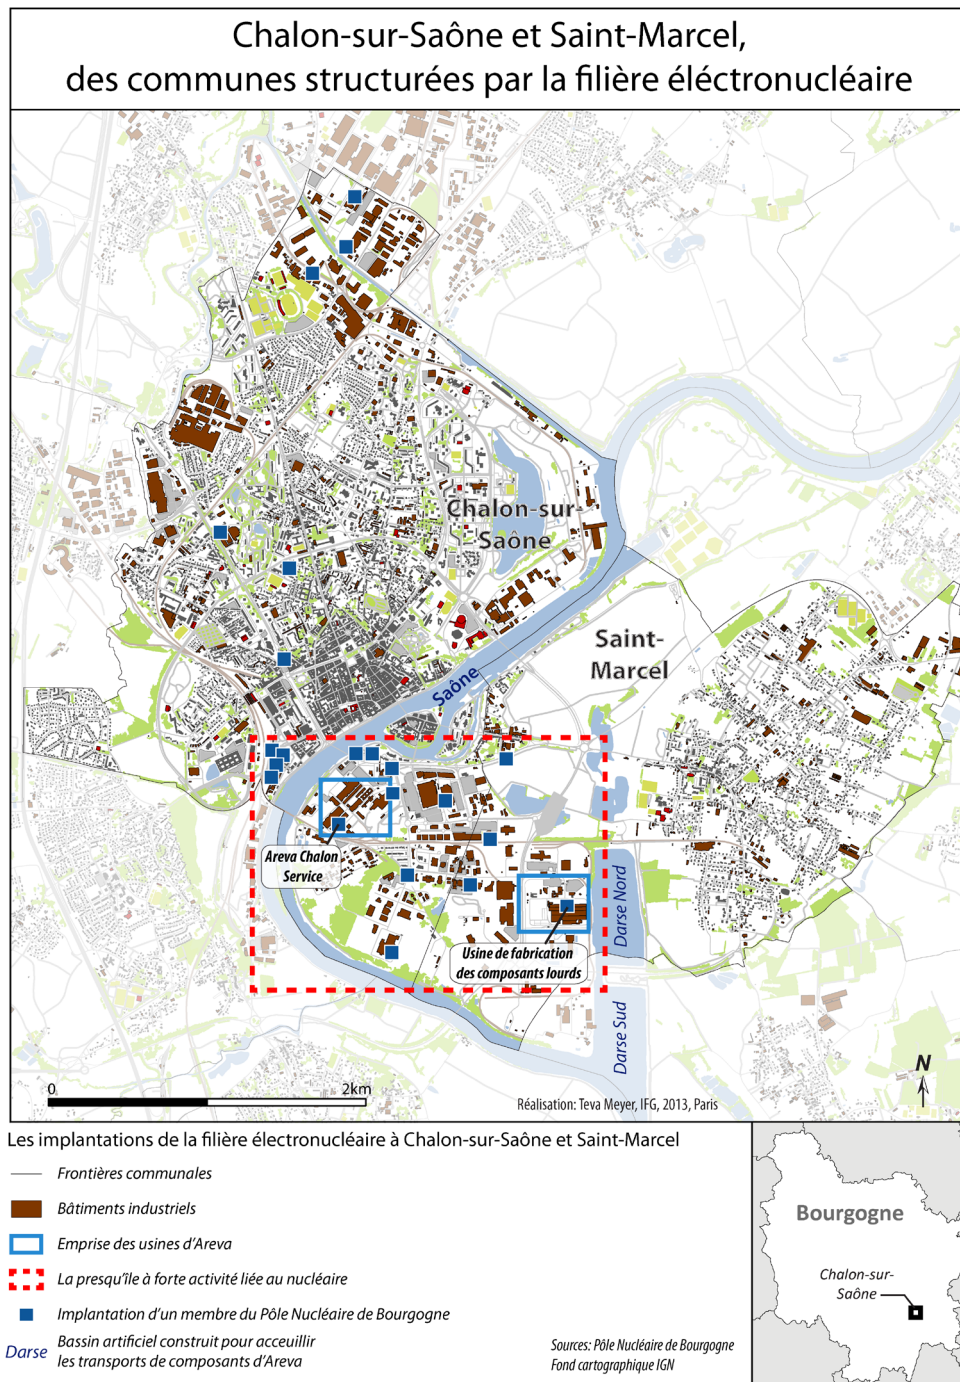 Chalon-sur-Saône et Saint-Marcel,
des communes structurées par la filière éléctronucléaire
Chalon-sur-
Saône
Saint-
Marcel
Saône
Areva Chalon
Service
Usine de fabrication
des composants lourds
Darse Nord
Darse Sud
N
0
2km
Réalisation: Teva Meyer, IFG, 2013, Paris
Les implantations de la filière électronucléaire à Chalon-sur-Saône et Saint-Marcel
Frontières communales
Bâtiments industriels
Emprise des usines d'Areva
La presqu'île à forte activité liée au nucléaire
Implantation d'un membre du Pôle Nucléaire de Bourgogne
Darse
Bassin artificiel construit pour acceuillir
les transports de composants d'Areva
Sources: Pôle Nucléaire de Bourgogne
Fond cartographique IGN
Bourgogne
Chalon-sur-
Saône